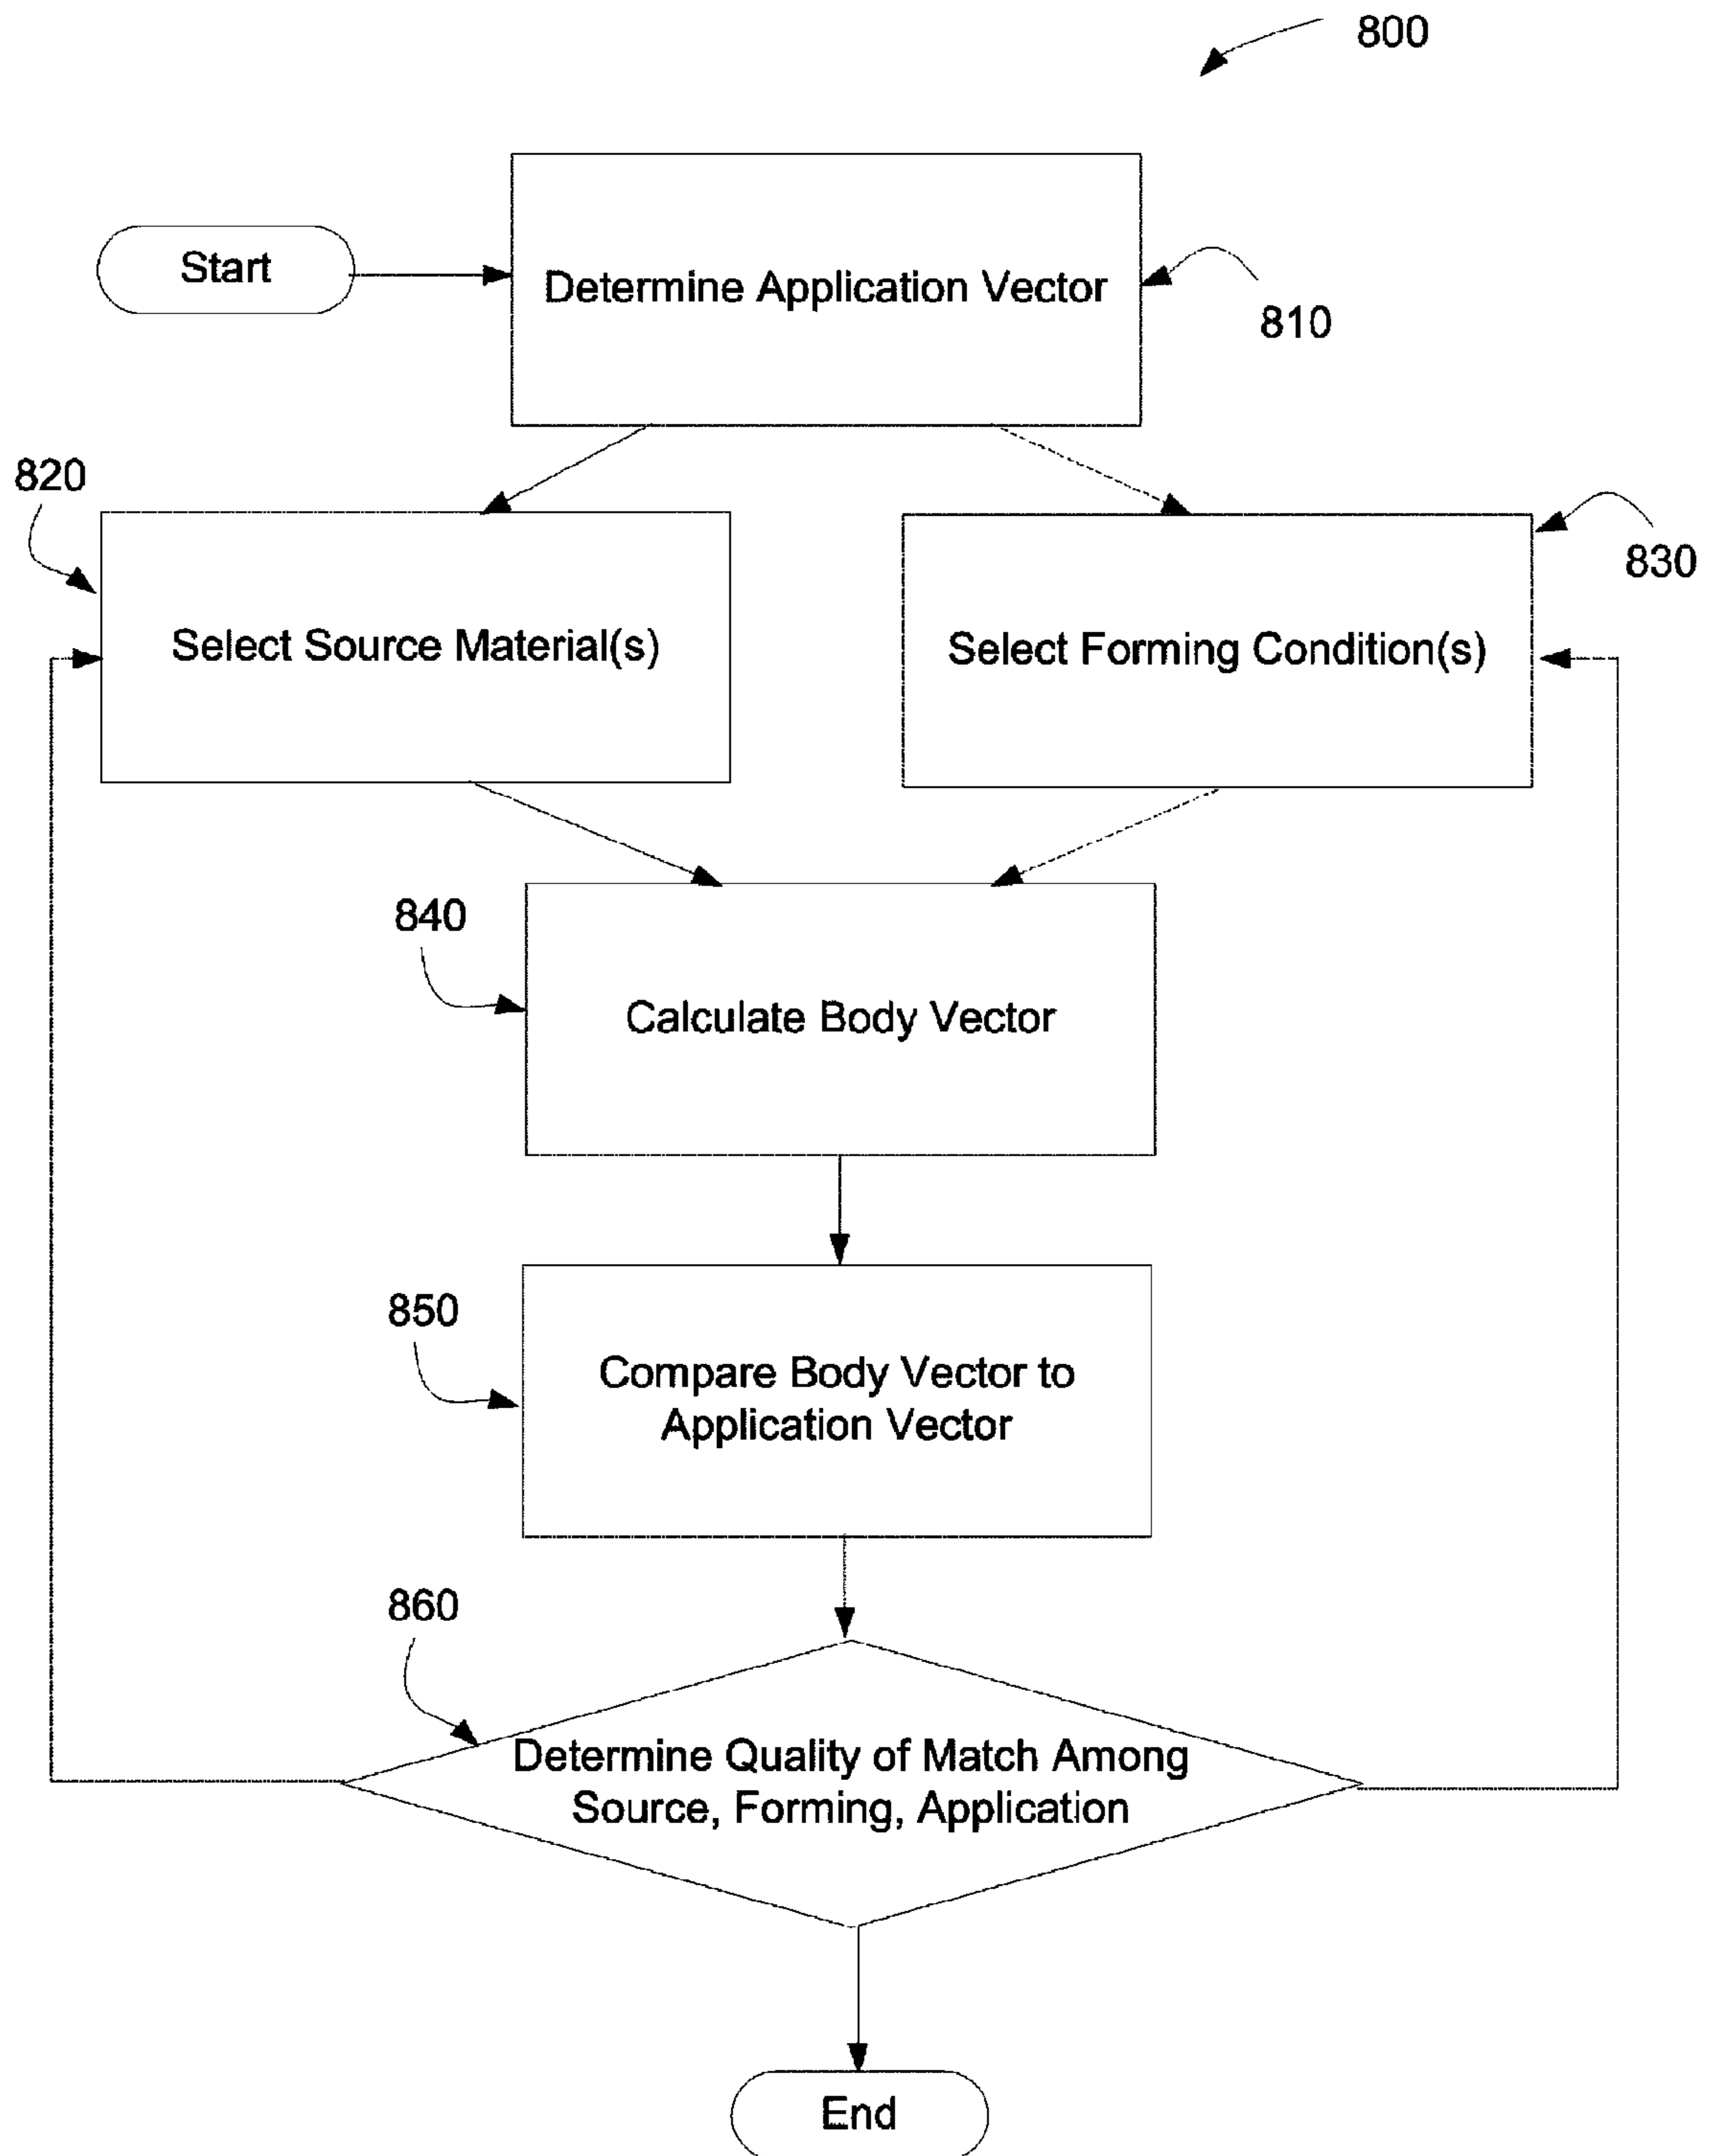 800
Start
Determine Application Vector
810
820
830
Select Source Material(s)
Select Forming Condition(s)
840
Calculate Body Vector
850
Compare Body Vector to
Application Vector
860
Determine Quality of Match Among
Source, Forming, Application
End